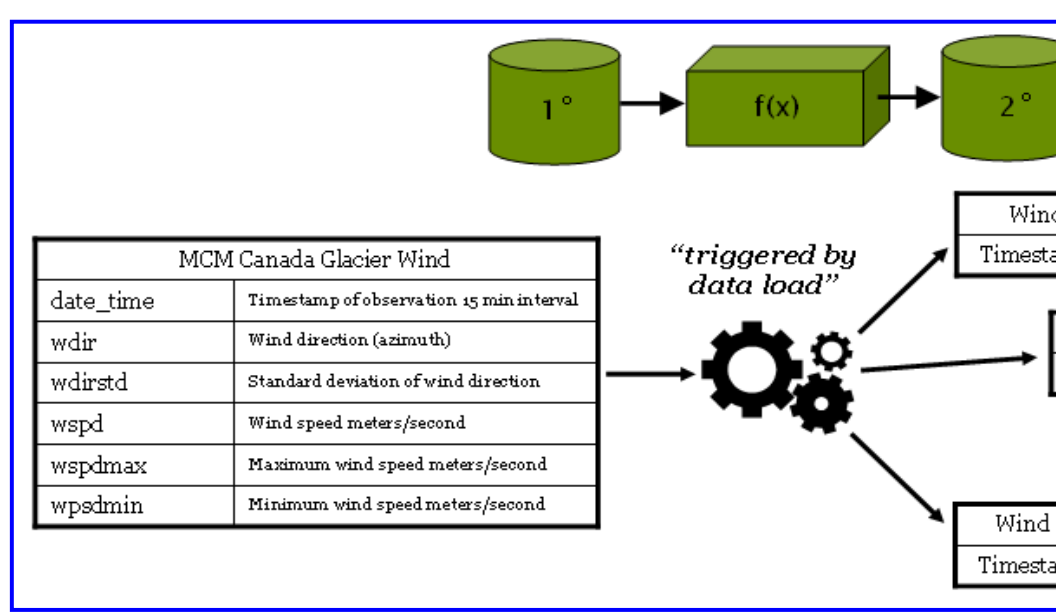 1° f(x) 2°
MCM Canada Glacier Wind
date_time Timestamp of observation 15 min interval
wdir Wind direction (azimuth)
wdirstd Standard deviation of wind direction
wspd Wind speed meters/second
wspdmax Maximum wind speed meters/second
wpsdmin Minimum wind speed meters/second
“triggered by
data load”
Wind
Wind